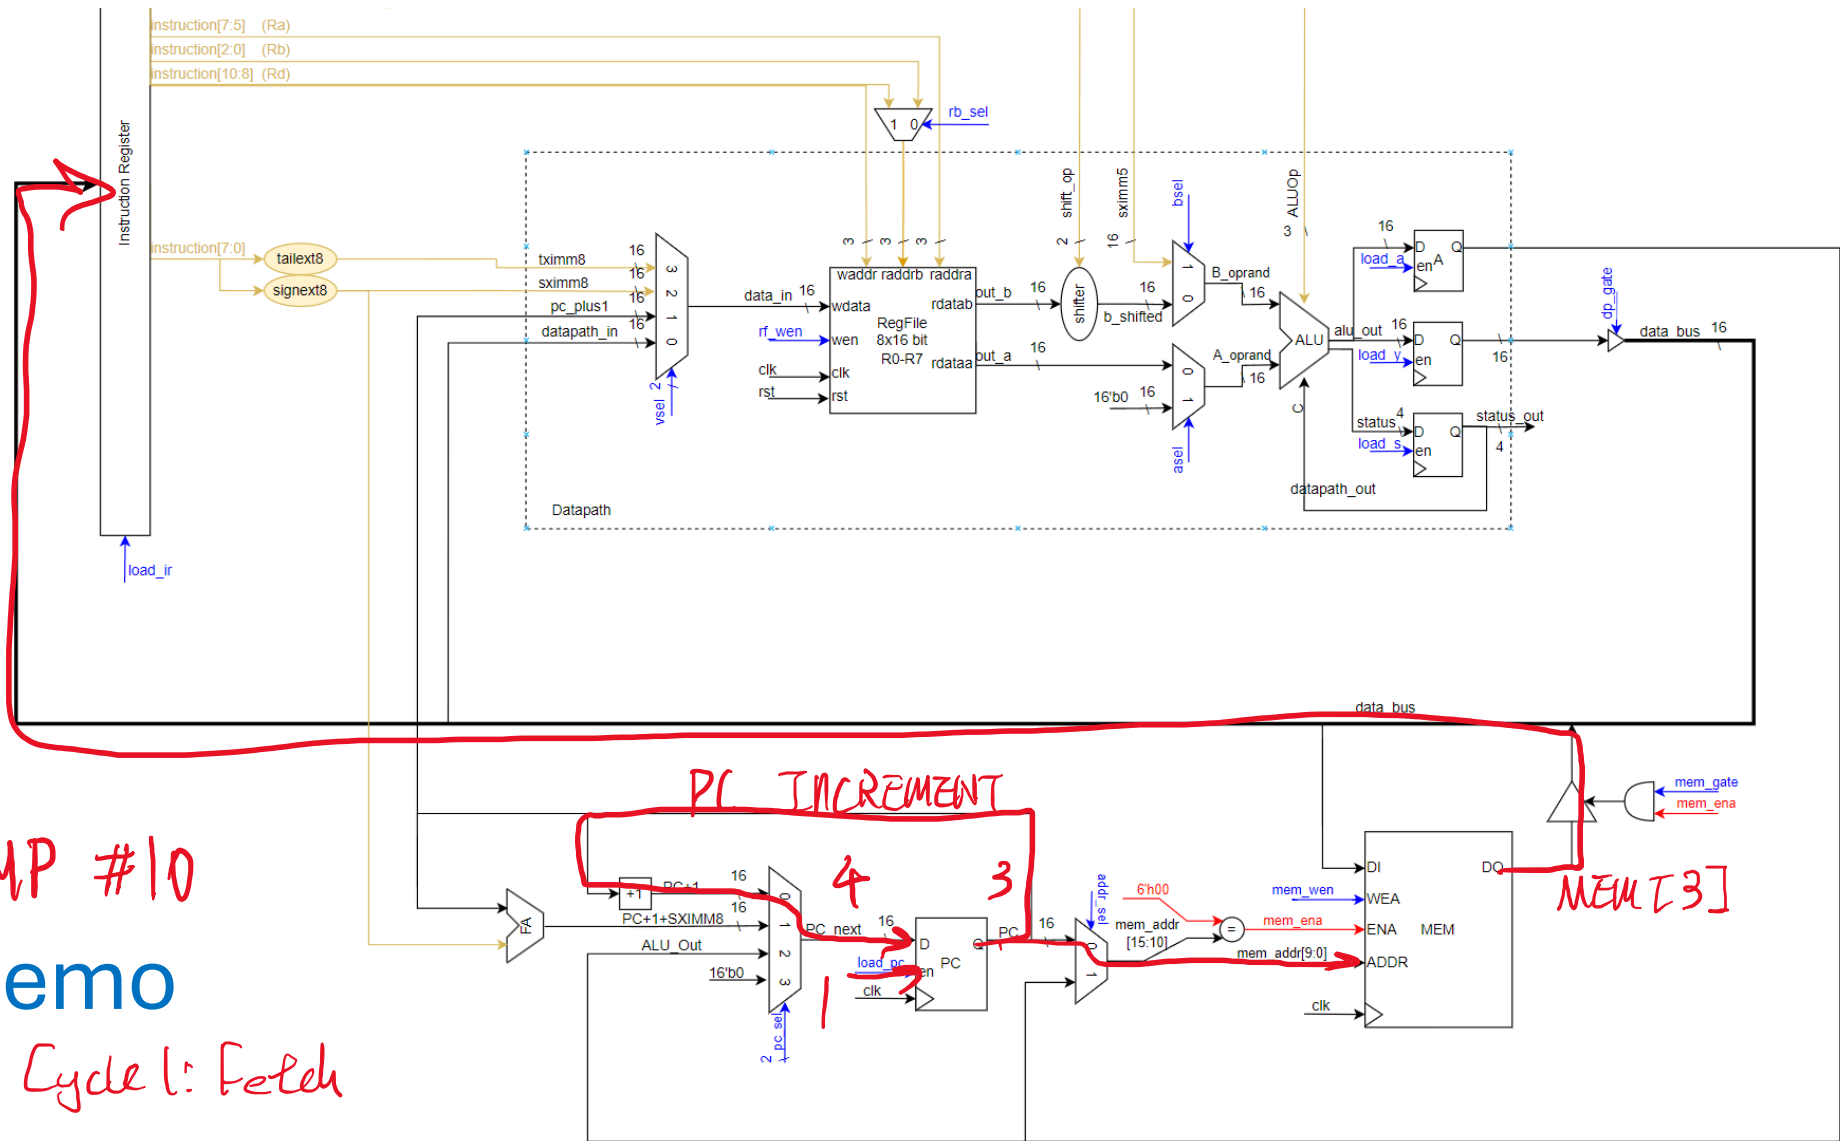 instruction[7:5] (Ra)
instruction[2:0] (Rb)
instruction[10:8] (Rd)
Instruction Register
1 0
rb_sel
instruction[7:0]
tailext8
signext8
load_ir
tximm8
16
sximm8
16
pc_plus1
16
datapath_in
16
3
2
1
0
vsel
2
data_in
16
rf_wen
clk
rst
3
3
3
waddr raddrb raddra
wdata
rdatab
wen
RegFile
8x16 bit
R0-R7
rdataa
clk
rst
out_b
16
out_a
16
shift_op
2
shifter
sximm5
16
b_shifted
16
16'b0
16
bsel
1
0
0
1
asel
B_oprand
16
A_oprand
16
ALUOp
3
ALU
C
alu_out
16
16
load_a
D
Q
en
A
load_y
D
Q
en
16
status
4
load_s
D
Q
en
status_out
4
datapath_out
dp_gate
data_bus
16
Datapath
data_bus
PC INCREMENT
mem_gate
mem_ena
MP #10
emo
Cycle 1: Fetch
+1
PC+1
16
FA
PC+1+SXIMM8
16
ALU_Out
16'b0
0
1
2
3
2
pc_sel
4
3
PC_next
16
load_pc
1
clk
D
Q
en
PC
PC
16
addr_sel
0
1
6'h00
mem_addr
[15:10]
=
mem_ena
mem_addr[9:0]
mem_wen
clk
DI
DO
WEA
ENA
MEM
ADDR
MEM[3]